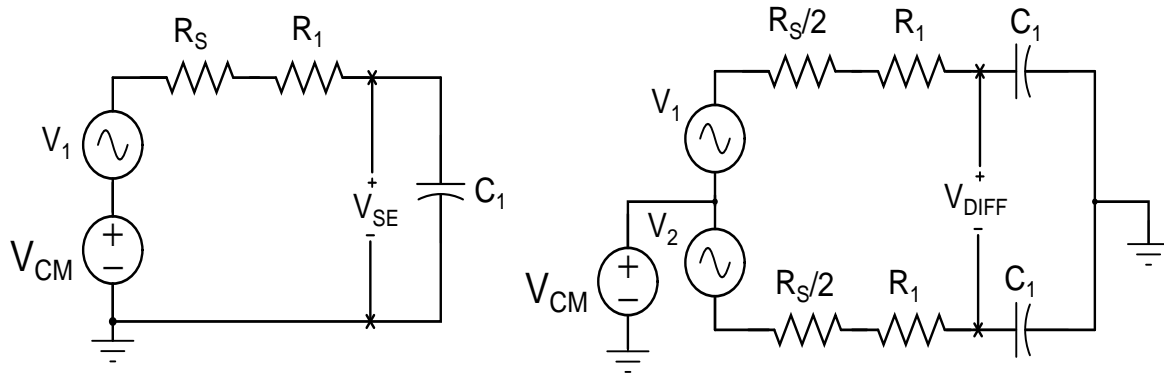 R_S
R_1
V_1
+
V_SE
-
C_1
+
-
V_CM
R_S/2
R_1
C_1
V_1
+
V_DIFF
-
V_2
+
-
V_CM
R_S/2
R_1
C_1